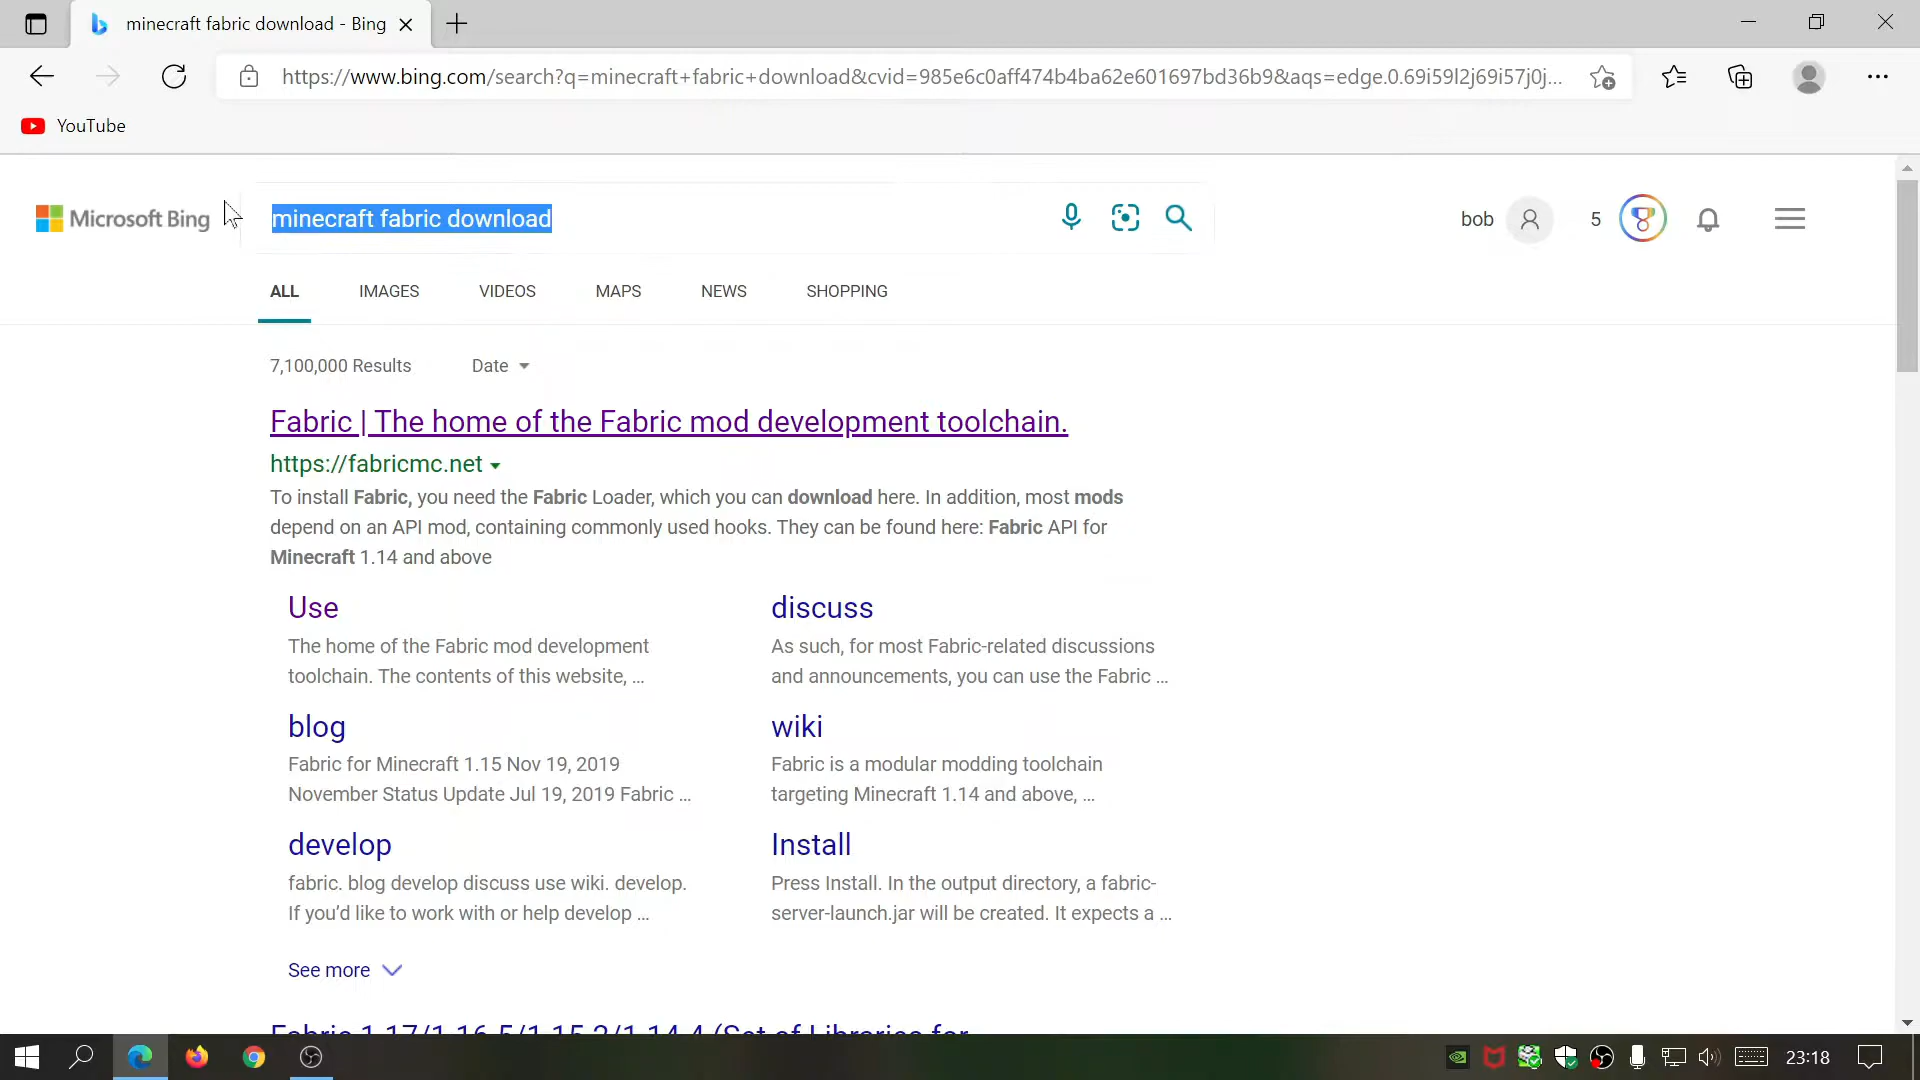 minecraft fabric download - Bing
https://www.bing.com/search?q=minecraft+fabric+download&cvid=985e6c0aff474b4ba62e601697bd36b9&aqs=edge.0.69i59l2j69i57j0j...
YouTube
Microsoft Bing
minecraft fabric download
bob
5
ALL
IMAGES
VIDEOS
MAPS
NEWS
SHOPPING
7,100,000 Results
Date
Fabric | The home of the Fabric mod development toolchain.
https://fabricmc.net
To install Fabric, you need the Fabric Loader, which you can download here. In addition, most mods
depend on an API mod, containing commonly used hooks. They can be found here: Fabric API for
Minecraft 1.14 and above
Use
The home of the Fabric mod development
toolchain. The contents of this website, ...
discuss
As such, for most Fabric-related discussions
and announcements, you can use the Fabric ...
blog
Fabric for Minecraft 1.15 Nov 19, 2019
November Status Update Jul 19, 2019 Fabric ...
wiki
Fabric is a modular modding toolchain
targeting Minecraft 1.14 and above, ...
develop
fabric. blog develop discuss use wiki. develop.
If you'd like to work with or help develop ...
Install
Press Install. In the output directory, a fabric-
server-launch.jar will be created. It expects a ...
See more
Fabric 1.17/1.16.5/1.15.2/1.14.4 (Set of Libraries for
23:18